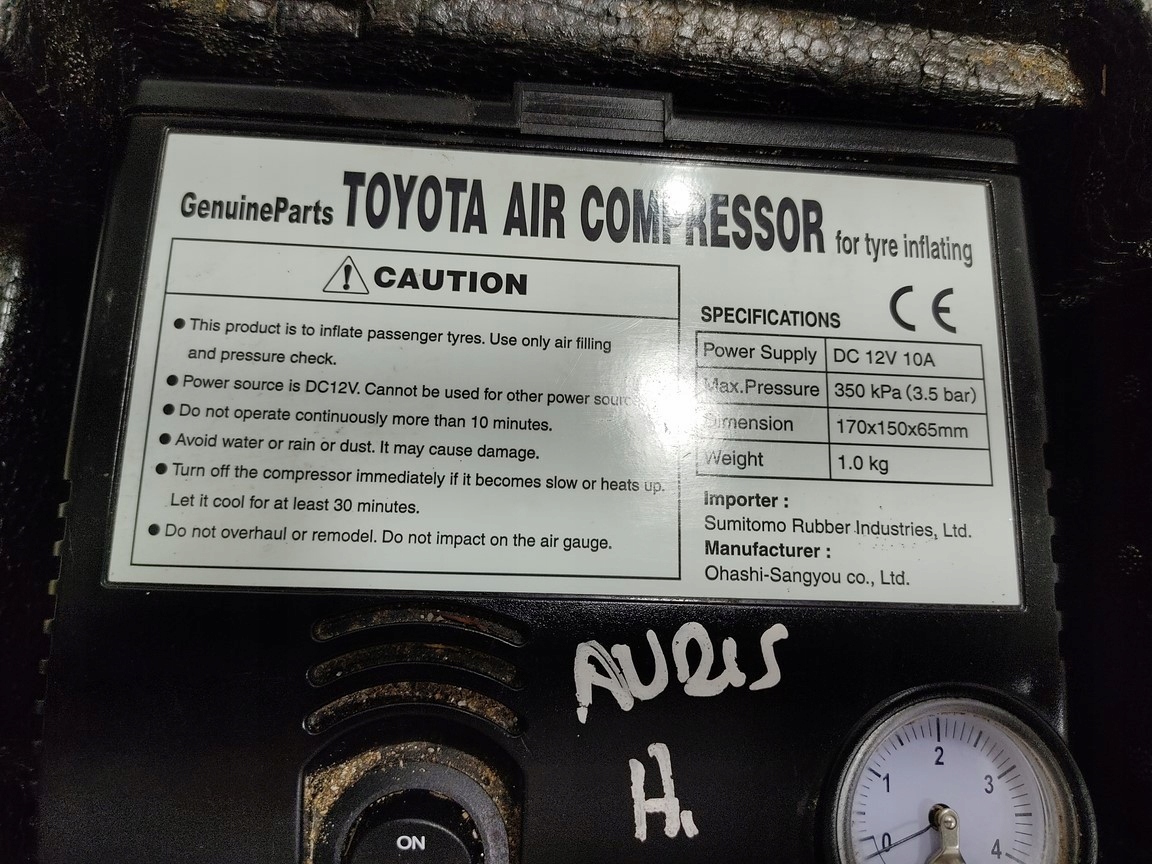 GenuineParts TOYOTA AIR COMPRESSOR for tyre inflating
CAUTION
● This product is to inflate passenger tyres. Use only air filling
and pressure check.
● Power source is DC12V. Cannot be used for other power source
● Do not operate continuously more than 10 minutes.
● Avoid water or rain or dust. It may cause damage.
● Turn off the compressor immediately if it becomes slow or heats up.
Let it cool for at least 30 minutes.
● Do not overhaul or remodel. Do not impact on the air gauge.
SPECIFICATIONS CE
Power Supply DC 12V 10A
Max.Pressure 350 kPa (3.5 bar)
Dimension 170x150x65mm
Weight 1.0 kg
Importer :
Sumitomo Rubber Industries, Ltd.
Manufacturer :
Ohashi-Sangyou co., Ltd.
AURIS
H.
ON
0 1 2 3 4